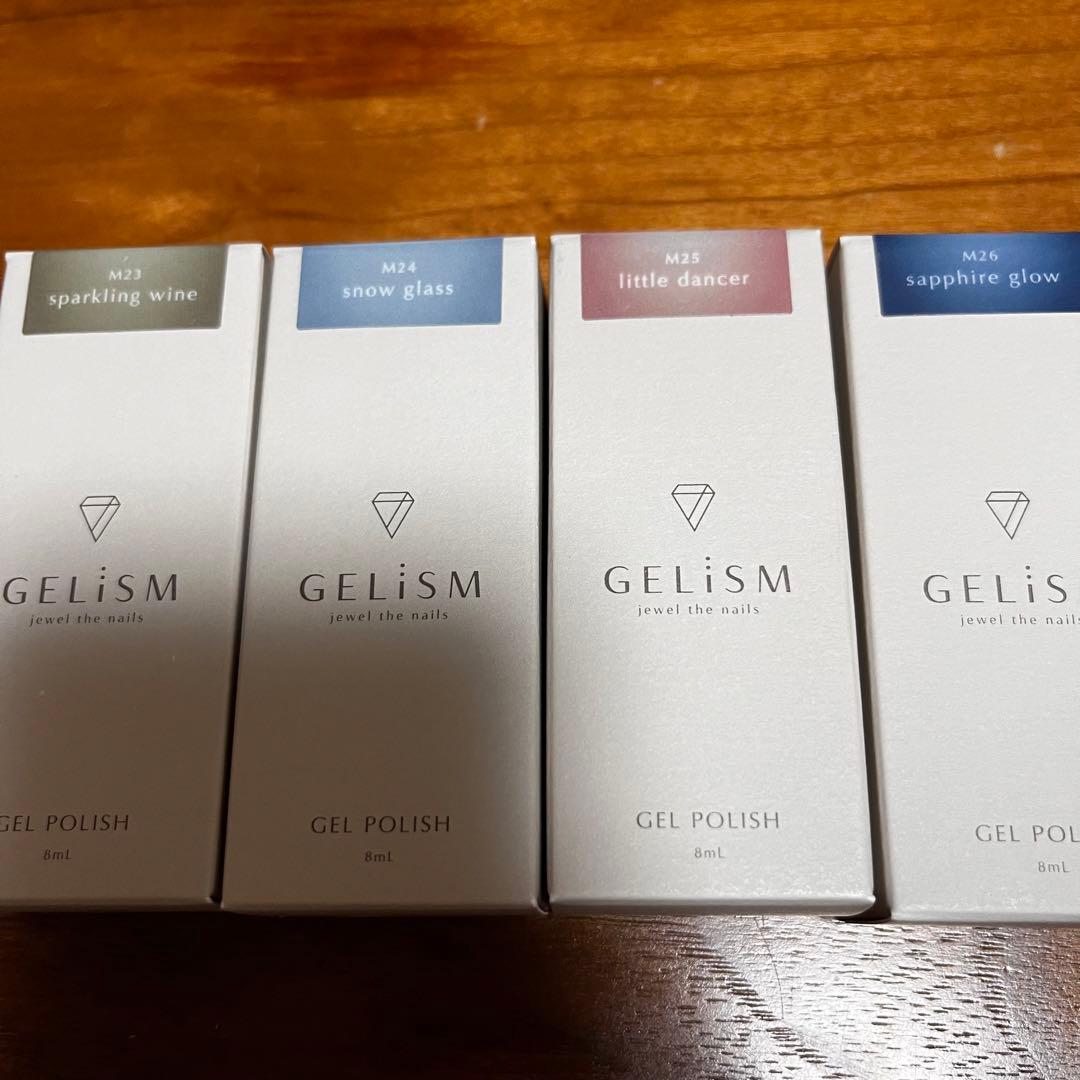 M23
sparkling wine
GELiSM
jewel the nails
GEL POLISH
8mL
M24
snow glass
GELiSM
jewel the nails
GEL POLISH
8mL
M25
little dancer
GELiSM
jewel the nails
GEL POLISH
8mL
M26
sapphire glow
GELiS
jewel the nails
GEL POL
8mL